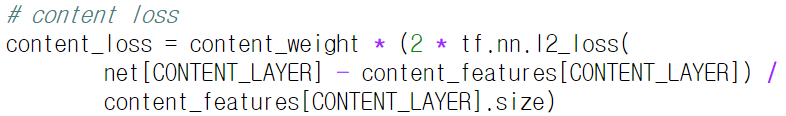 # content loss
content_loss = content_weight * (2 * tf.nn.l2_loss(
net[CONTENT_LAYER] - content_features[CONTENT_LAYER]) /
content_features[CONTENT_LAYER].size)